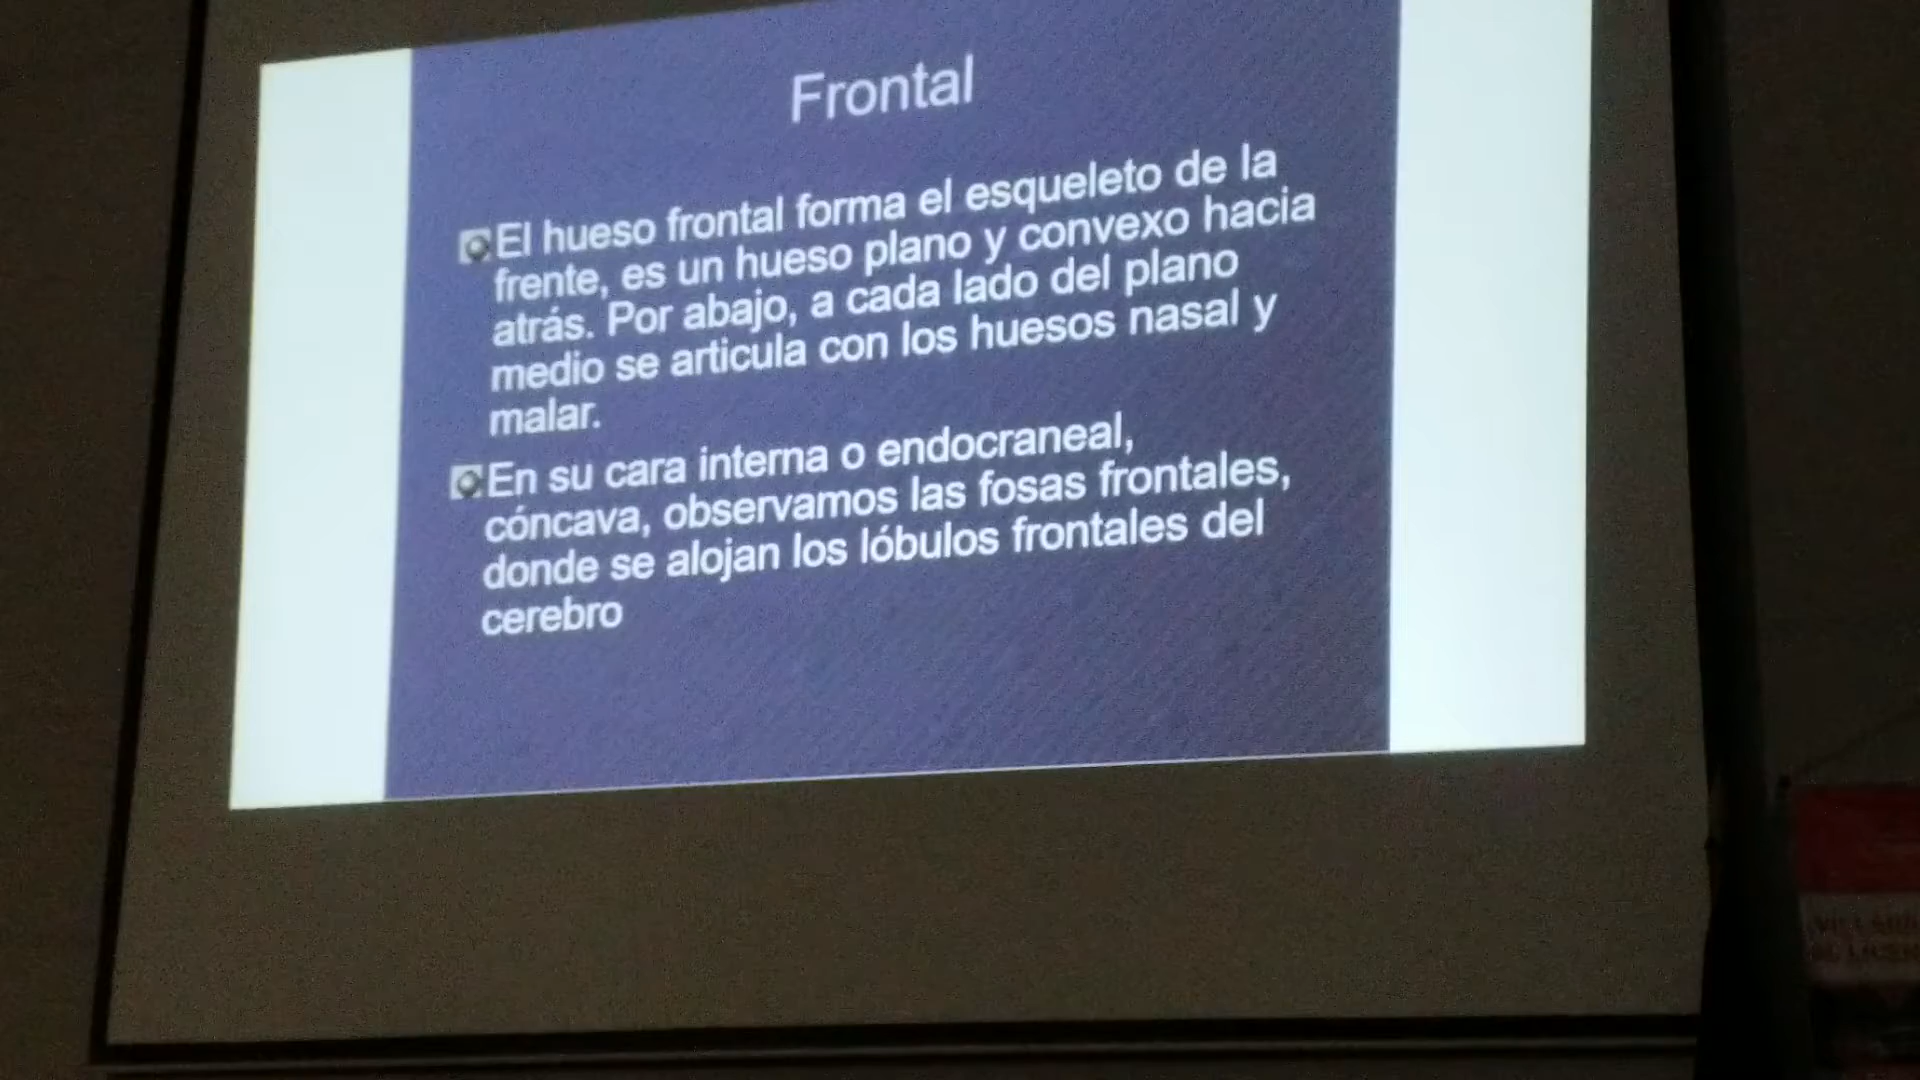 Frontal
El hueso frontal forma el esqueleto de la
frente, es un hueso plano y convexo hacia
atrás. Por abajo, a cada lado del plano
medio se articula con los huesos nasal y
malar.
En su cara interna o endocraneal,
cóncava, observamos las fosas frontales,
donde se alojan los lóbulos frontales del
cerebro